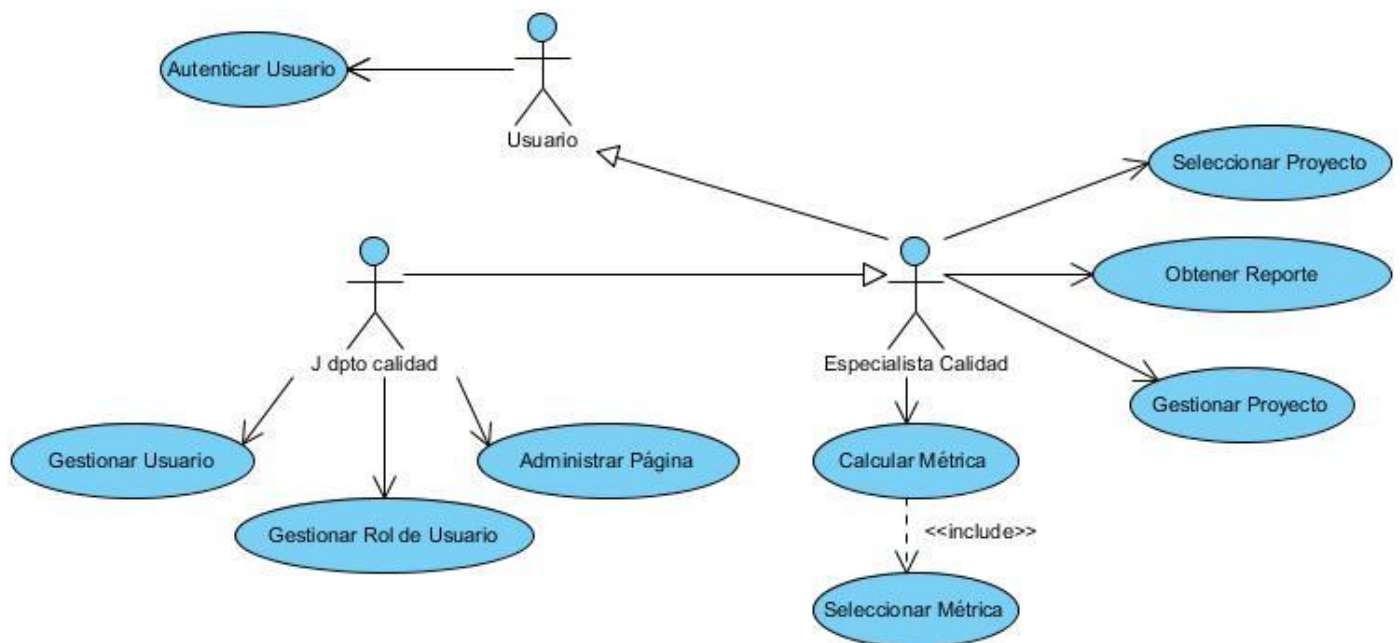 Autenticar Usuario
Usuario
Seleccionar Proyecto
Obtener Reporte
J dpto calidad
Especialista Calidad
Gestionar Proyecto
Gestionar Usuario
Administrar Página
Calcular Métrica
Gestionar Rol de Usuario
<<include>>
Seleccionar Métrica